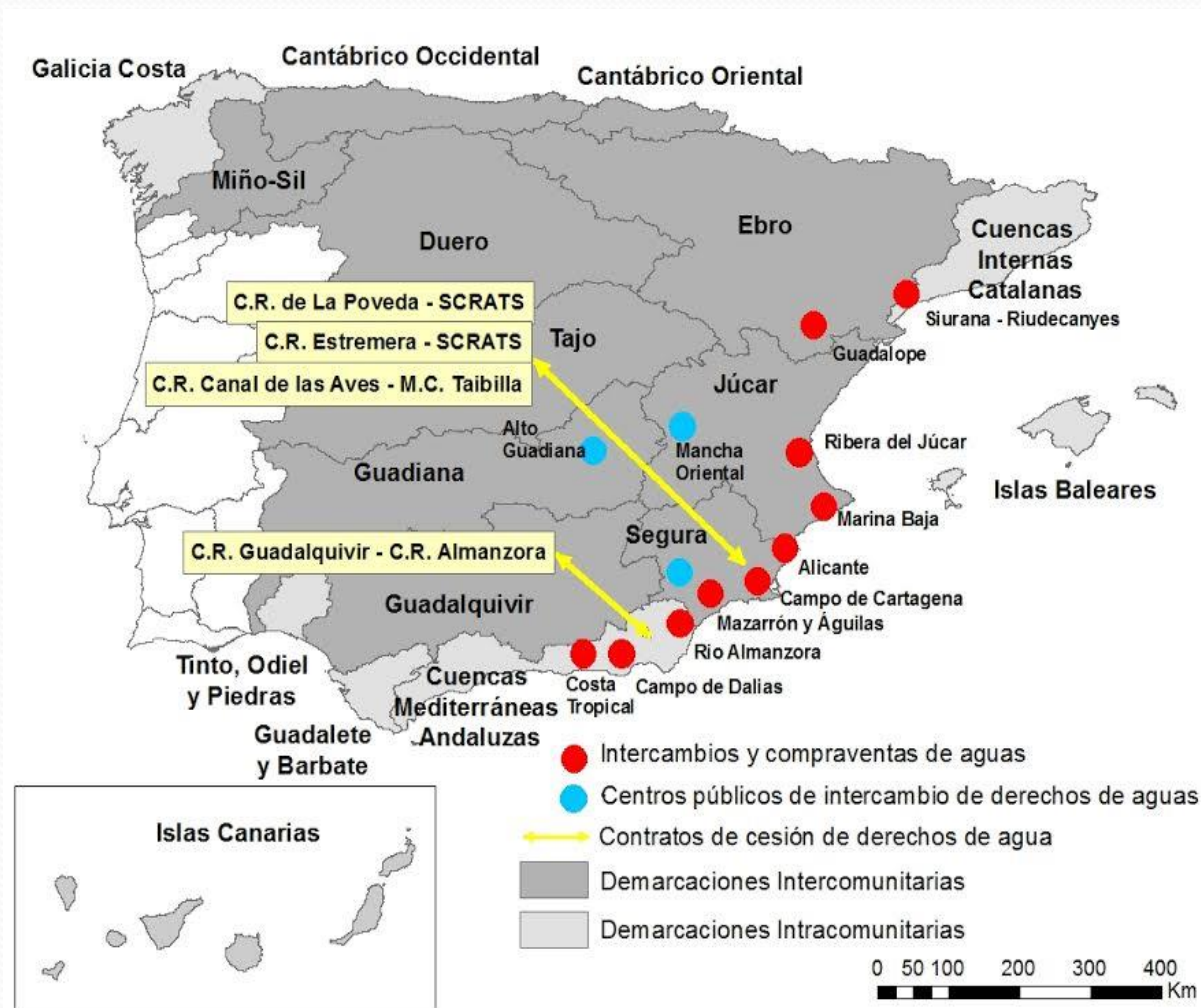 Galicia Costa
Cantábrico Occidental
Cantábrico Oriental
Miño-Sil
Duero
Ebro
Cuencas
Internas
Catalanas
Siurana - Riudecanyes
C.R. de La Poveda - SCRATS
C.R. Estremera - SCRATS
C.R. Canal de las Aves - M.C. Taibilla
Tajo
Guadalope
Júcar
Alto
Guadiana
Mancha
Oriental
Ribera del Júcar
Guadiana
Islas Baleares
Marina Baja
Segura
C.R. Guadalquivir - C.R. Almanzora
Alicante
Campo de Cartagena
Guadalquivir
Mazarrón y Águilas
Río Almanzora
Tinto, Odiel
y Piedras
Cuencas
Mediterráneas
Andaluzas
Costa
Tropical
Campo de Dalias
Guadalete
y Barbate
Intercambios y compraventas de aguas
Centros públicos de intercambio de derechos de aguas
Contratos de cesión de derechos de agua
Demarcaciones Intercomunitarias
Demarcaciones Intracomunitarias
Islas Canarias
0 50 100 200 300 400
Km